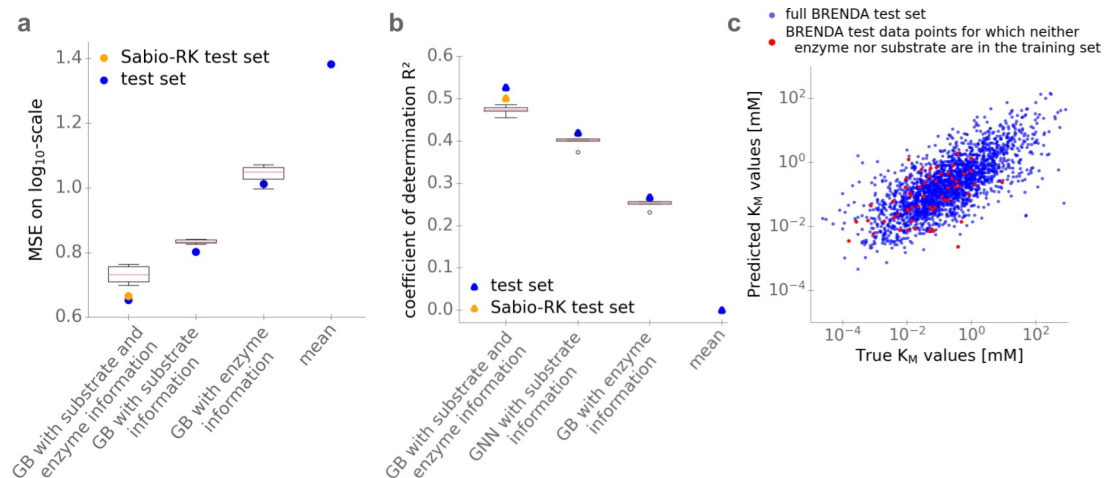 a
Sabio-RK test set
test set
MSE on log₁₀-scale
1.4
1.2
1.0
0.8
0.6
GB with substrate and
enzyme information
GB with substrate
information
GB with enzyme
information
mean
b
coefficient of determination R²
0.6
0.5
0.4
0.3
0.2
0.1
0.0
test set
Sabio-RK test set
GB with substrate and
enzyme information
GNN with substrate
information
GB with enzyme
information
mean
c
full BRENDA test set
BRENDA test data points for which neither
enzyme nor substrate are in the training set
Predicted K_M values [mM]
10²
10⁰
10⁻²
10⁻⁴
10⁻⁴
10⁻²
10⁰
10²
True K_M values [mM]